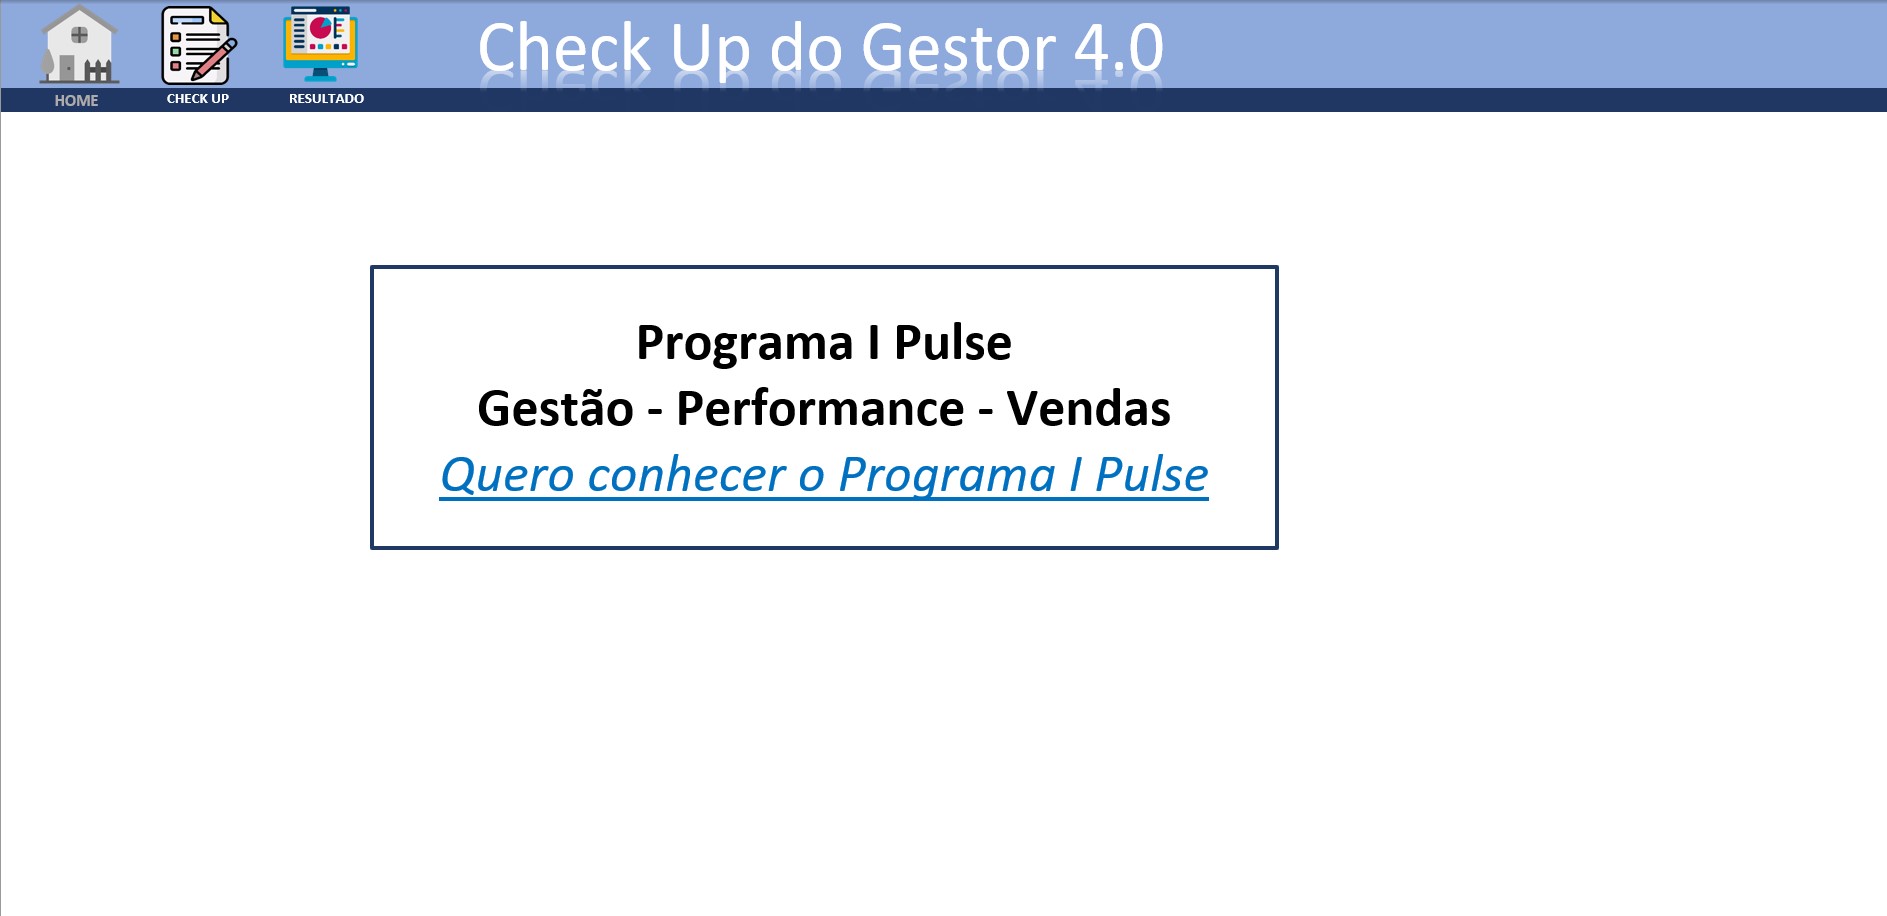 Check Up do Gestor 4.0
HOME
CHECK UP
RESULTADO
Programa I Pulse
Gestão - Performance - Vendas
Quero conhecer o Programa I Pulse